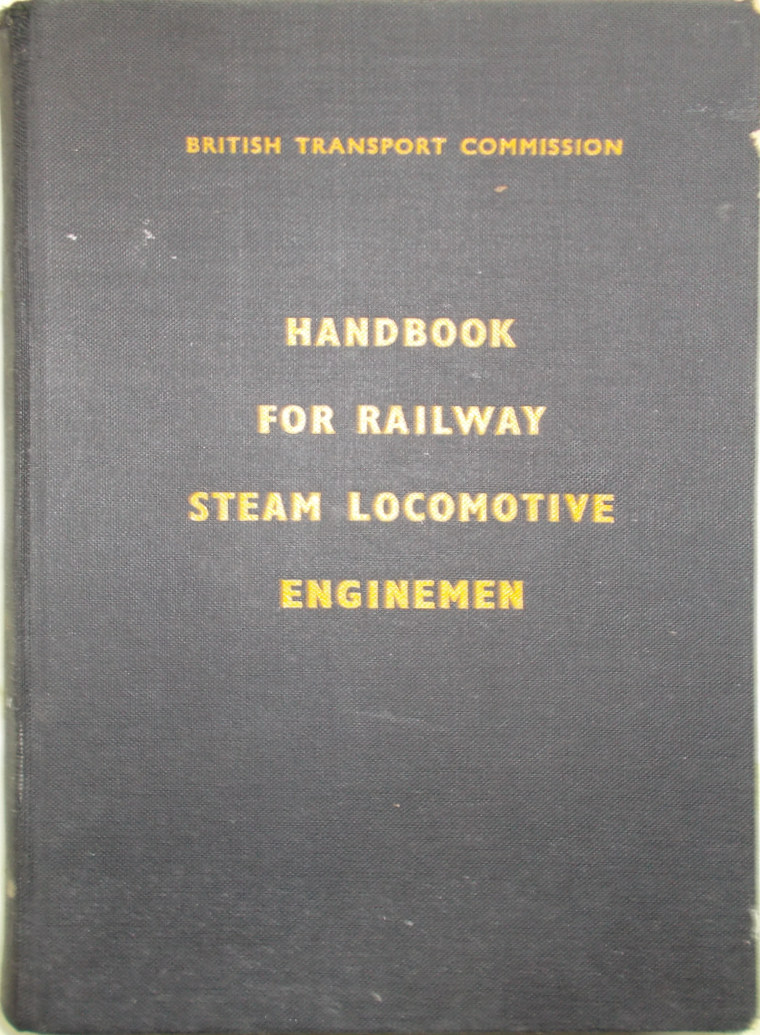 BRITISH TRANSPORT COMMISSION
HANDBOOK
FOR RAILWAY
STEAM LOCOMOTIVE
ENGINEMEN